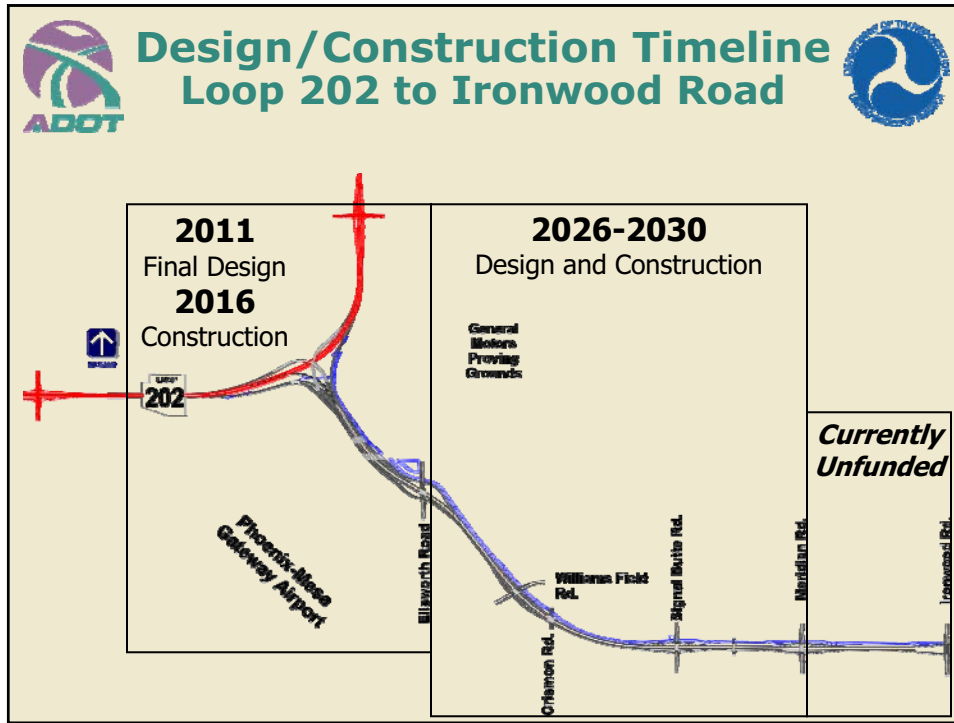 Design/Construction Timeline
Loop 202 to Ironwood Road
ADOT
2011
Final Design
2016
Construction
2026-2030
Design and Construction
General
Motors
Proving
Grounds
LOOP
202
Currently
Unfunded
Phoenix-Mesa
Gateway Airport
Ellsworth Road
Williams Field
Rd.
Crismon Rd.
Signal Butte Rd.
Meridian Rd.
Ironwood Rd.